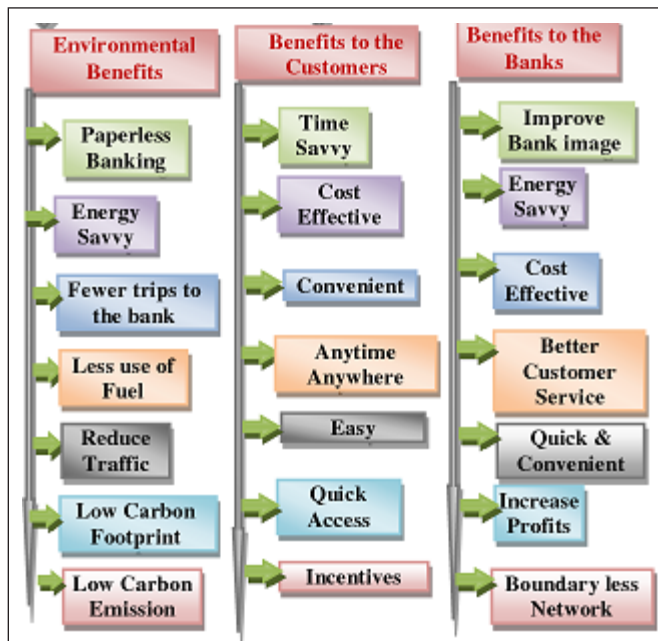 Environmental
Benefits
Paperless
Banking
Energy
Savvy
Fewer trips to
the bank
Less use of
Fuel
Reduce
Traffic
Low Carbon
Footprint
Low Carbon
Emission
Benefits to the
Customers
Time
Savvy
Cost
Effective
Convenient
Anytime
Anywhere
Easy
Quick
Access
Incentives
Benefits to the
Banks
Improve
Bank image
Energy
Savvy
Cost
Effective
Better
Customer
Service
Quick &
Convenient
Increase
Profits
Boundary less
Network